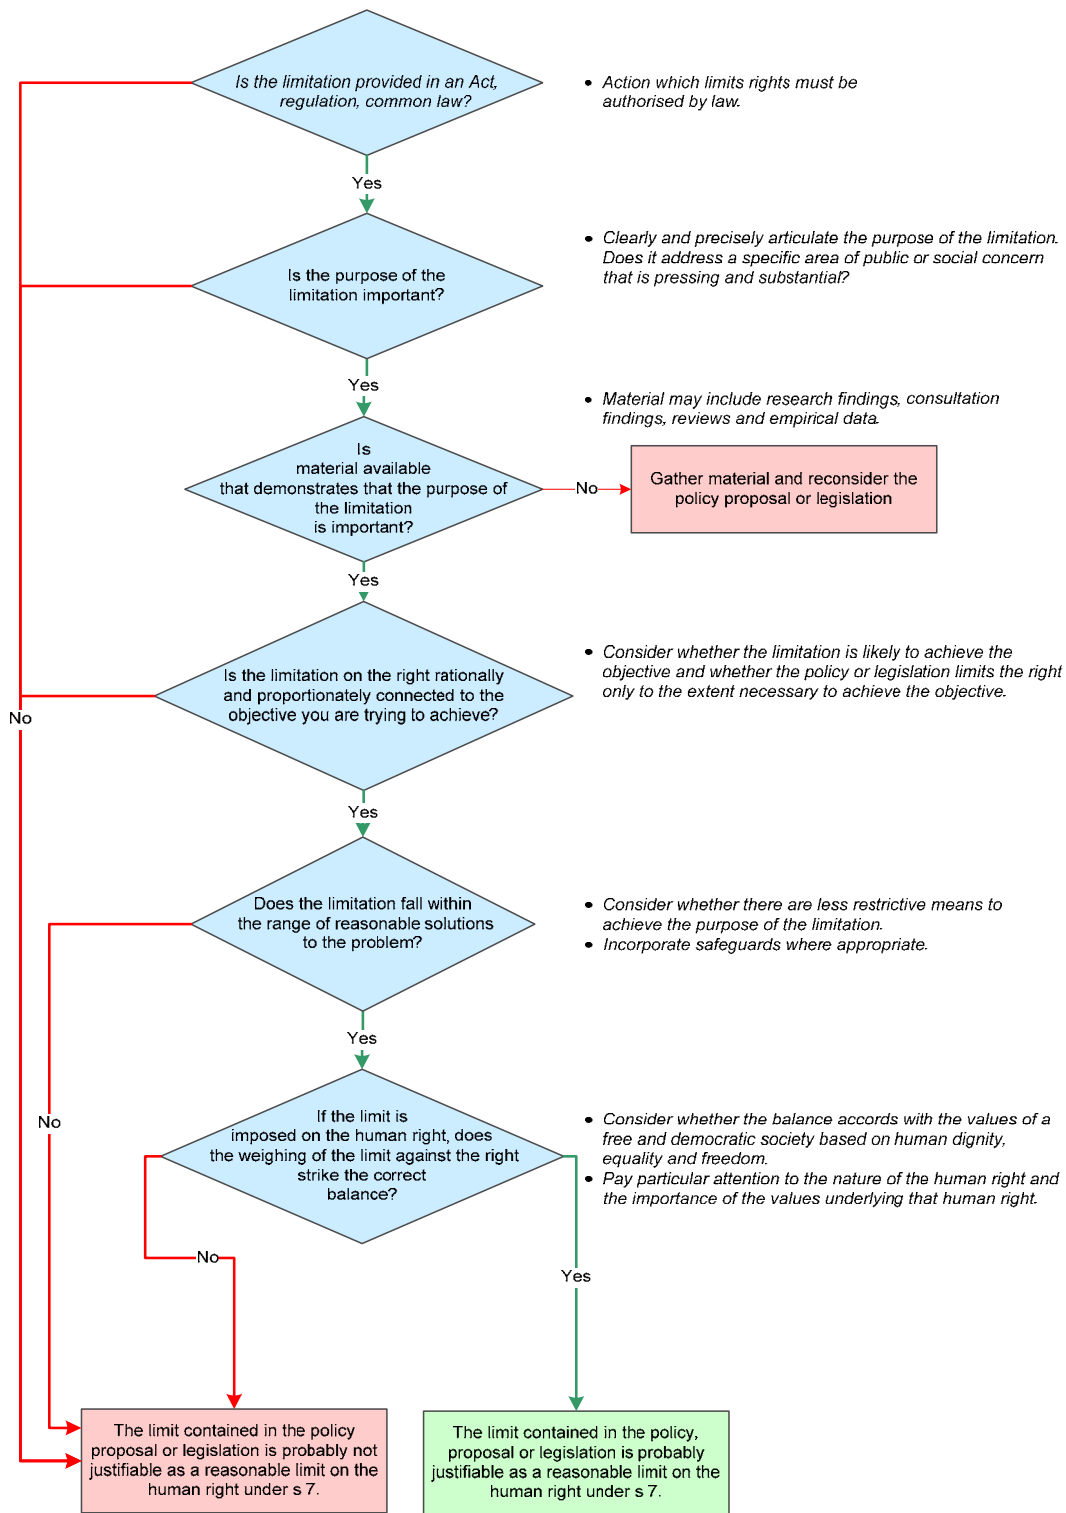 Is the limitation provided in an Act,
regulation, common law?
• Action which limits rights must be
authorised by law.
Yes
Is the purpose of the
limitation important?
• Clearly and precisely articulate the purpose of the limitation.
Does it address a specific area of public or social concern
that is pressing and substantial?
Yes
• Material may include research findings, consultation
findings, reviews and empirical data.
Is
material available
that demonstrates that the purpose of
the limitation
is important?
No
Gather material and reconsider the
policy proposal or legislation
Yes
Is the limitation on the right rationally
and proportionately connected to the
objective you are trying to achieve?
• Consider whether the limitation is likely to achieve the
objective and whether the policy or legislation limits the right
only to the extent necessary to achieve the objective.
No
Yes
Does the limitation fall within
the range of reasonable solutions
to the problem?
• Consider whether there are less restrictive means to
achieve the purpose of the limitation.
• Incorporate safeguards where appropriate.
Yes
No
If the limit is
imposed on the human right, does
the weighing of the limit against the right
strike the correct
balance?
• Consider whether the balance accords with the values of a
free and democratic society based on human dignity,
equality and freedom.
• Pay particular attention to the nature of the human right and
the importance of the values underlying that human right.
No
Yes
The limit contained in the policy
proposal or legislation is probably not
justifiable as a reasonable limit on the
human right under s 7.
The limit contained in the policy,
proposal or legislation is probably
justifiable as a reasonable limit on the
human right under s 7.